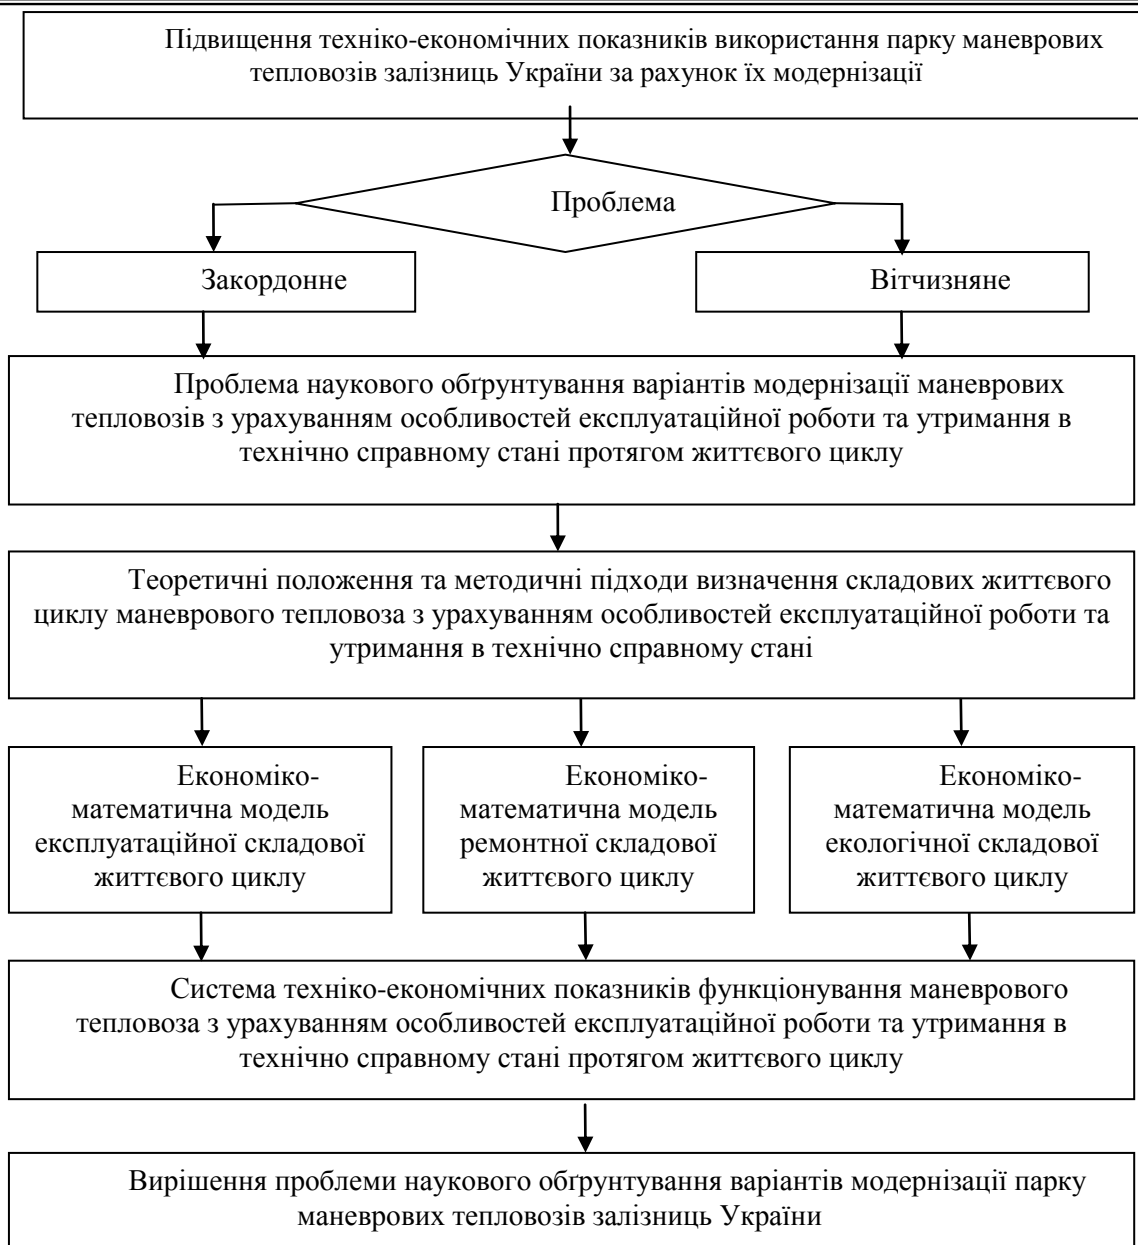 Підвищення техніко-економічних показників використання парку маневрових
тепловозів залізниць України за рахунок їх модернізації
Проблема
Закордонне
Вітчизняне
Проблема наукового обґрунтування варіантів модернізації маневрових
тепловозів з урахуванням особливостей експлуатаційної роботи та утримання в
технічно справному стані протягом життєвого циклу
Теоретичні положення та методичні підходи визначення складових життєвого
циклу маневрового тепловоза з урахуванням особливостей експлуатаційної роботи та
утримання в технічно справному стані
Економіко-
математична модель
експлуатаційної складової
життєвого циклу
Економіко-
математична модель
ремонтної складової
життєвого циклу
Економіко-
математична модель
екологічної складової
життєвого циклу
Система техніко-економічних показників функціонування маневрового
тепловоза з урахуванням особливостей експлуатаційної роботи та утримання в
технічно справному стані протягом життєвого циклу
Вирішення проблеми наукового обґрунтування варіантів модернізації парку
маневрових тепловозів залізниць України